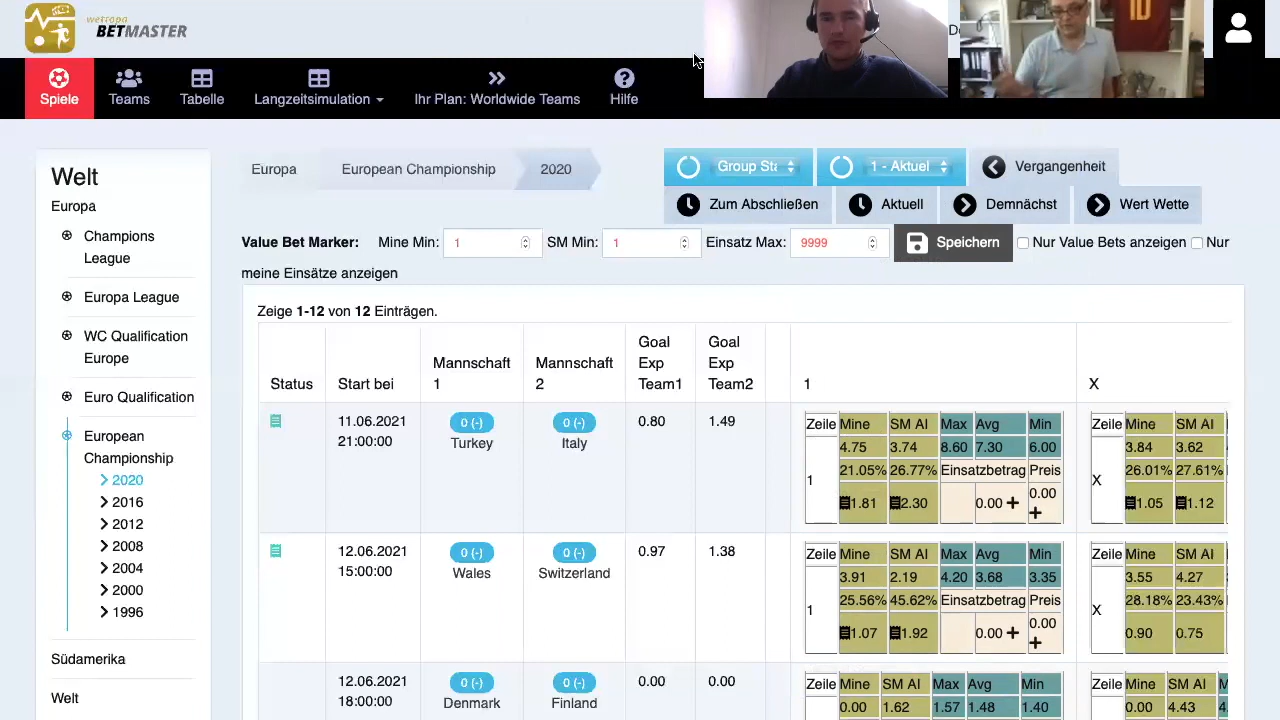 wettopa
BETMASTER
De
10
Spiele
Teams
Tabelle
Langzeitsimulation
Ihr Plan: Worldwide Teams
Hilfe
Welt
Europa
Champions
League
Europa League
WC Qualification
Europe
Euro Qualification
European
Championship
2020
2016
2012
2008
2004
2000
1996
Südamerika
Welt
Europa
European Championship
2020
Group Sta
1 - Aktuel
Vergangenheit
Zum Abschließen
Aktuell
Demnächst
Wert Wette
Value Bet Marker: Mine Min: 1 SM Min: 1 Einsatz Max: 9999 Speichern Nur Value Bets anzeigen Nur
meine Einsätze anzeigen
Zeige 1-12 von 12 Einträgen.
Status
Start bei
Mannschaft
1
Mannschaft
2
Goal
Exp
Team1
Goal
Exp
Team2
1
X
11.06.2021
21:00:00
0 (-)
Turkey
0 (-)
Italy
0.80
1.49
Zeile Mine SM AI Max Avg Min
4.75 3.74 8.60 7.30 6.00
21.05% 26.77% Einsatzbetrag Preis
1
1.81 2.30 0.00 + 0.00 +
Zeile Mine SM AI
3.84 3.62
26.01% 27.61%
X
1.05 1.12
12.06.2021
15:00:00
0 (-)
Wales
0 (-)
Switzerland
0.97
1.38
Zeile Mine SM AI Max Avg Min
3.91 2.19 4.20 3.68 3.35
25.56% 45.62% Einsatzbetrag Preis
1
1.07 1.92 0.00 + 0.00 +
Zeile Mine SM AI
3.55 4.27
28.18% 23.43%
X
0.90 0.75
12.06.2021
18:00:00
0 (-)
Denmark
0 (-)
Finland
0.00
0.00
Zeile Mine SM AI Max Avg Min
0.00 1.62 1.57 1.48 1.40
Zeile Mine SM AI M
0.00 4.43 4.